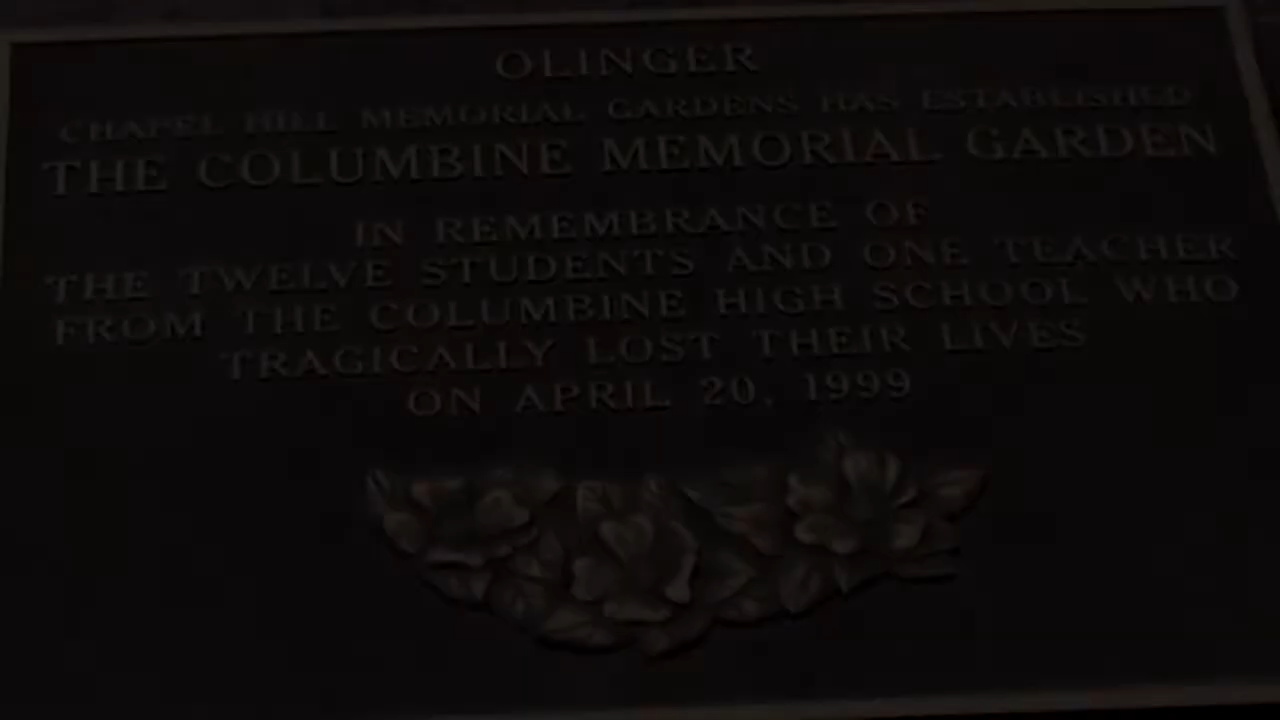 OLINGER
CHAPEL HILL MEMORIAL GARDENS HAS ESTABLISHED
THE COLUMBINE MEMORIAL GARDEN
IN REMEMBRANCE OF
THE TWELVE STUDENTS AND ONE TEACHER
FROM THE COLUMBINE HIGH SCHOOL WHO
TRAGICALLY LOST THEIR LIVES
ON APRIL 20, 1999